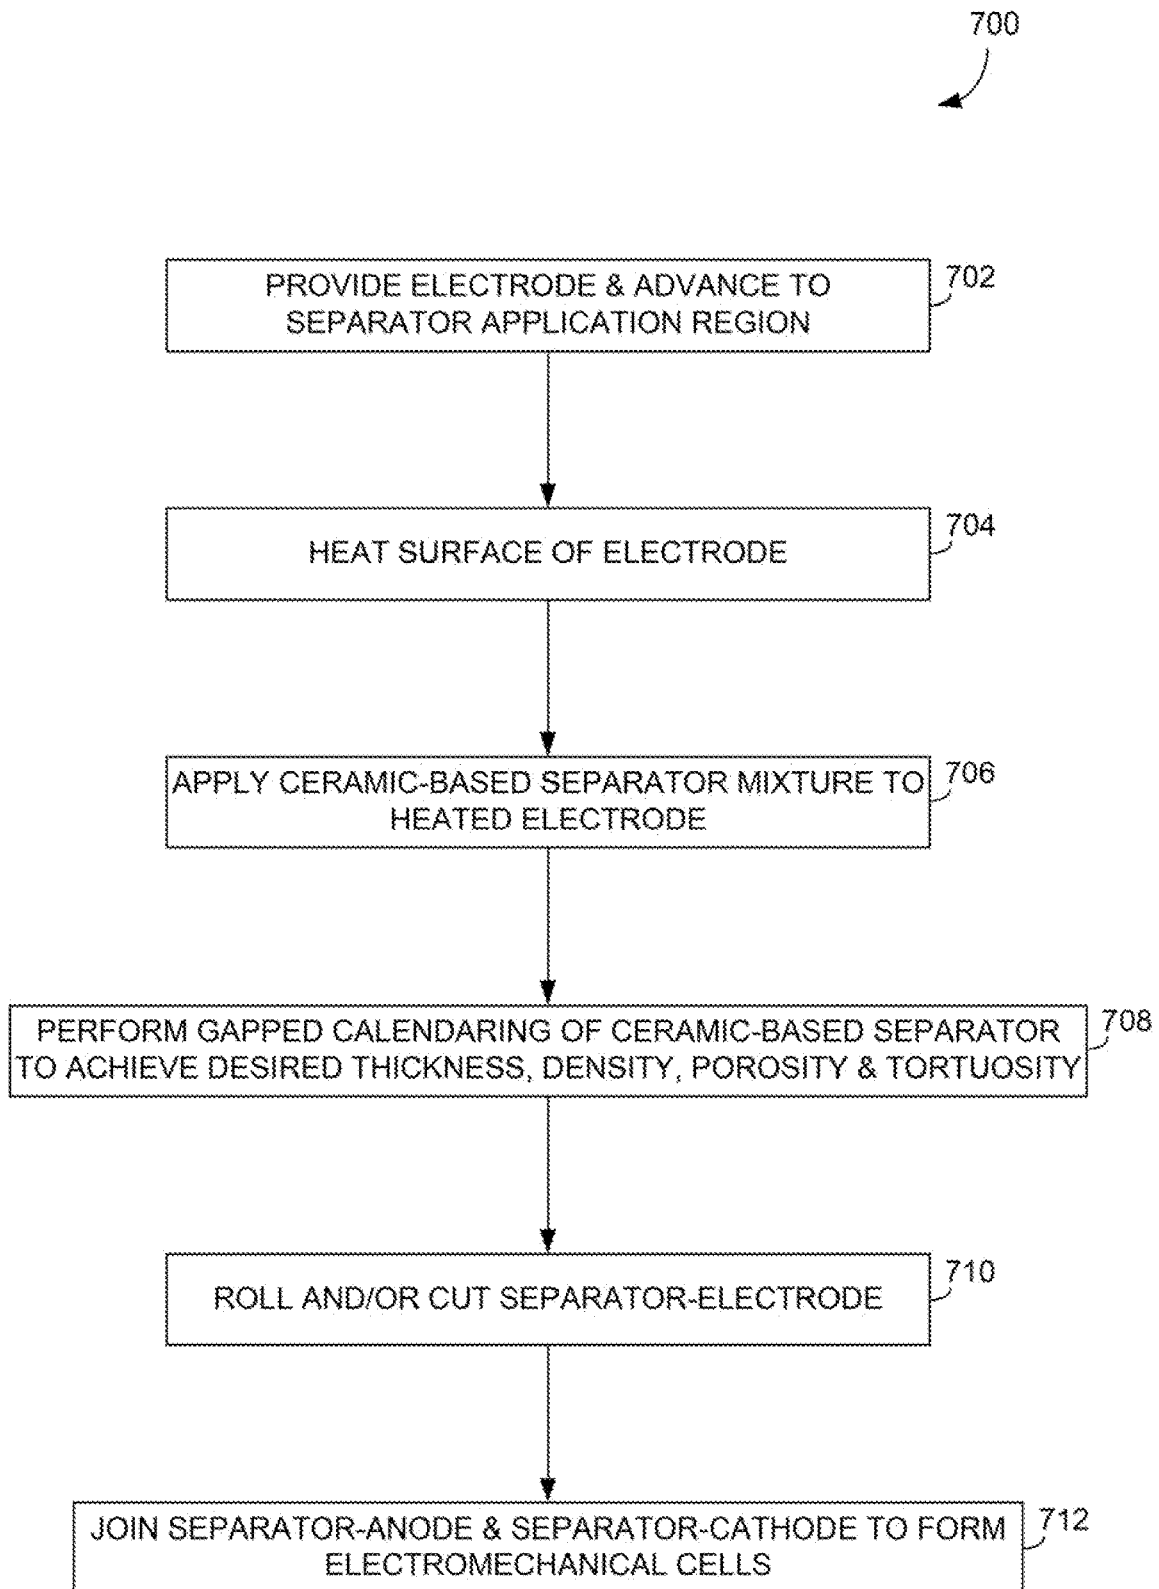 700
PROVIDE ELECTRODE & ADVANCE TO
SEPARATOR APPLICATION REGION
702
HEAT SURFACE OF ELECTRODE
704
APPLY CERAMIC-BASED SEPARATOR MIXTURE TO
HEATED ELECTRODE
706
PERFORM GAPPED CALENDARING OF CERAMIC-BASED SEPARATOR
TO ACHIEVE DESIRED THICKNESS, DENSITY, POROSITY & TORTUOSITY
708
ROLL AND/OR CUT SEPARATOR-ELECTRODE
710
JOIN SEPARATOR-ANODE & SEPARATOR-CATHODE TO FORM
ELECTROMECHANICAL CELLS
712